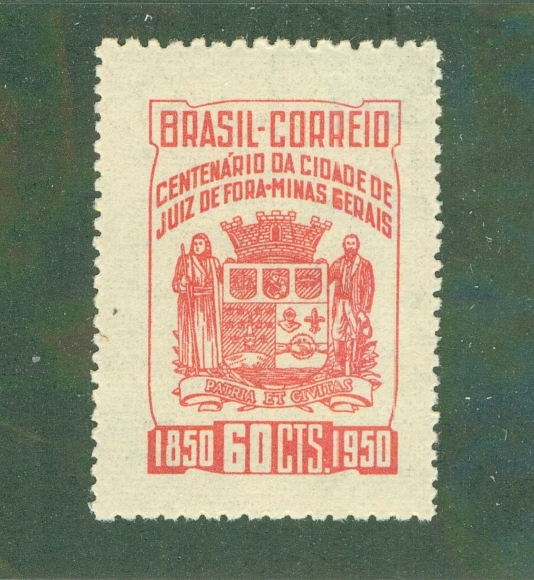 BRASIL-CORREIO
CENTENÁRIO DA CIDADE DE
JUIZ DE FORA-MINAS GERAIS
PATRIA ET CIVITAS
1850 60 CTS. 1950